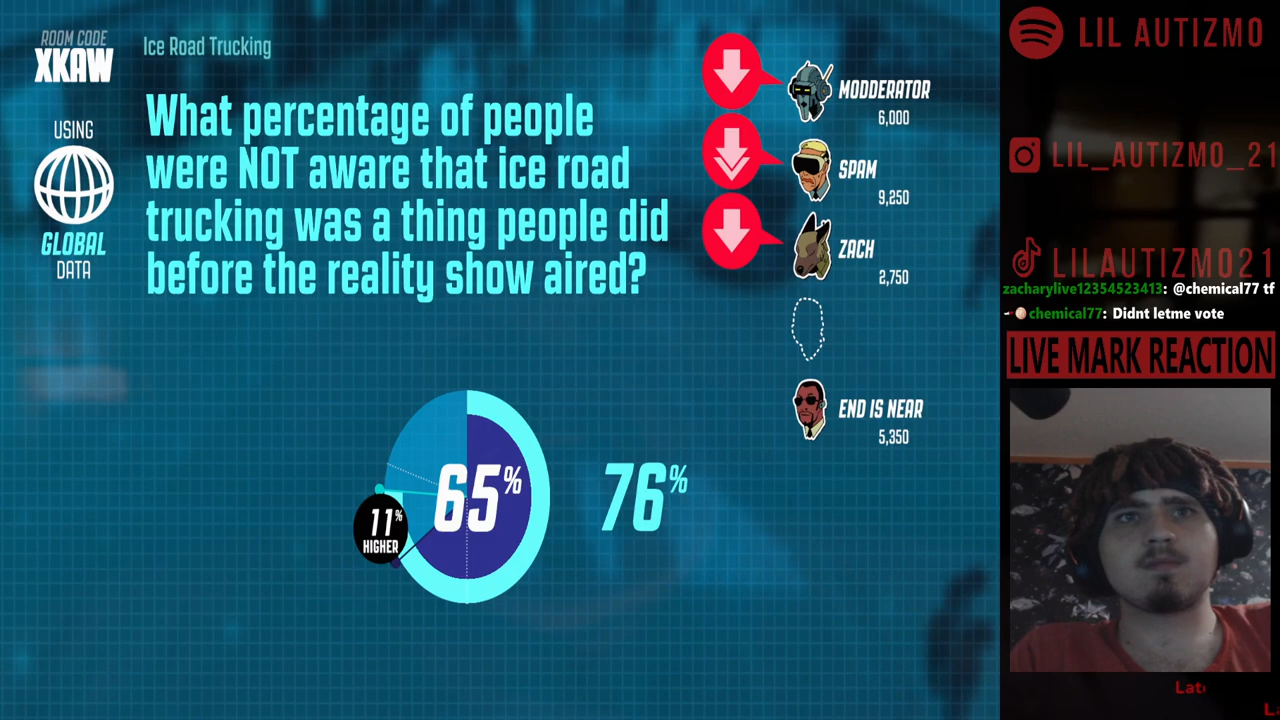 ROOM CODE
XKAW
USING
GLOBAL
DATA
Ice Road Trucking
What percentage of people
were NOT aware that ice road
trucking was a thing people did
before the reality show aired?
65%
11%
HIGHER
76%
MODDERATOR
6,000
SPAM
9,250
ZACH
2,750
END IS NEAR
5,350
LIL AUTIZMO
LIL_AUTIZMO_21
LILAUTIZMO21
zacharylive12354523413: @chemical77 tf
chemical77: Didnt letme vote
LIVE MARK REACTION